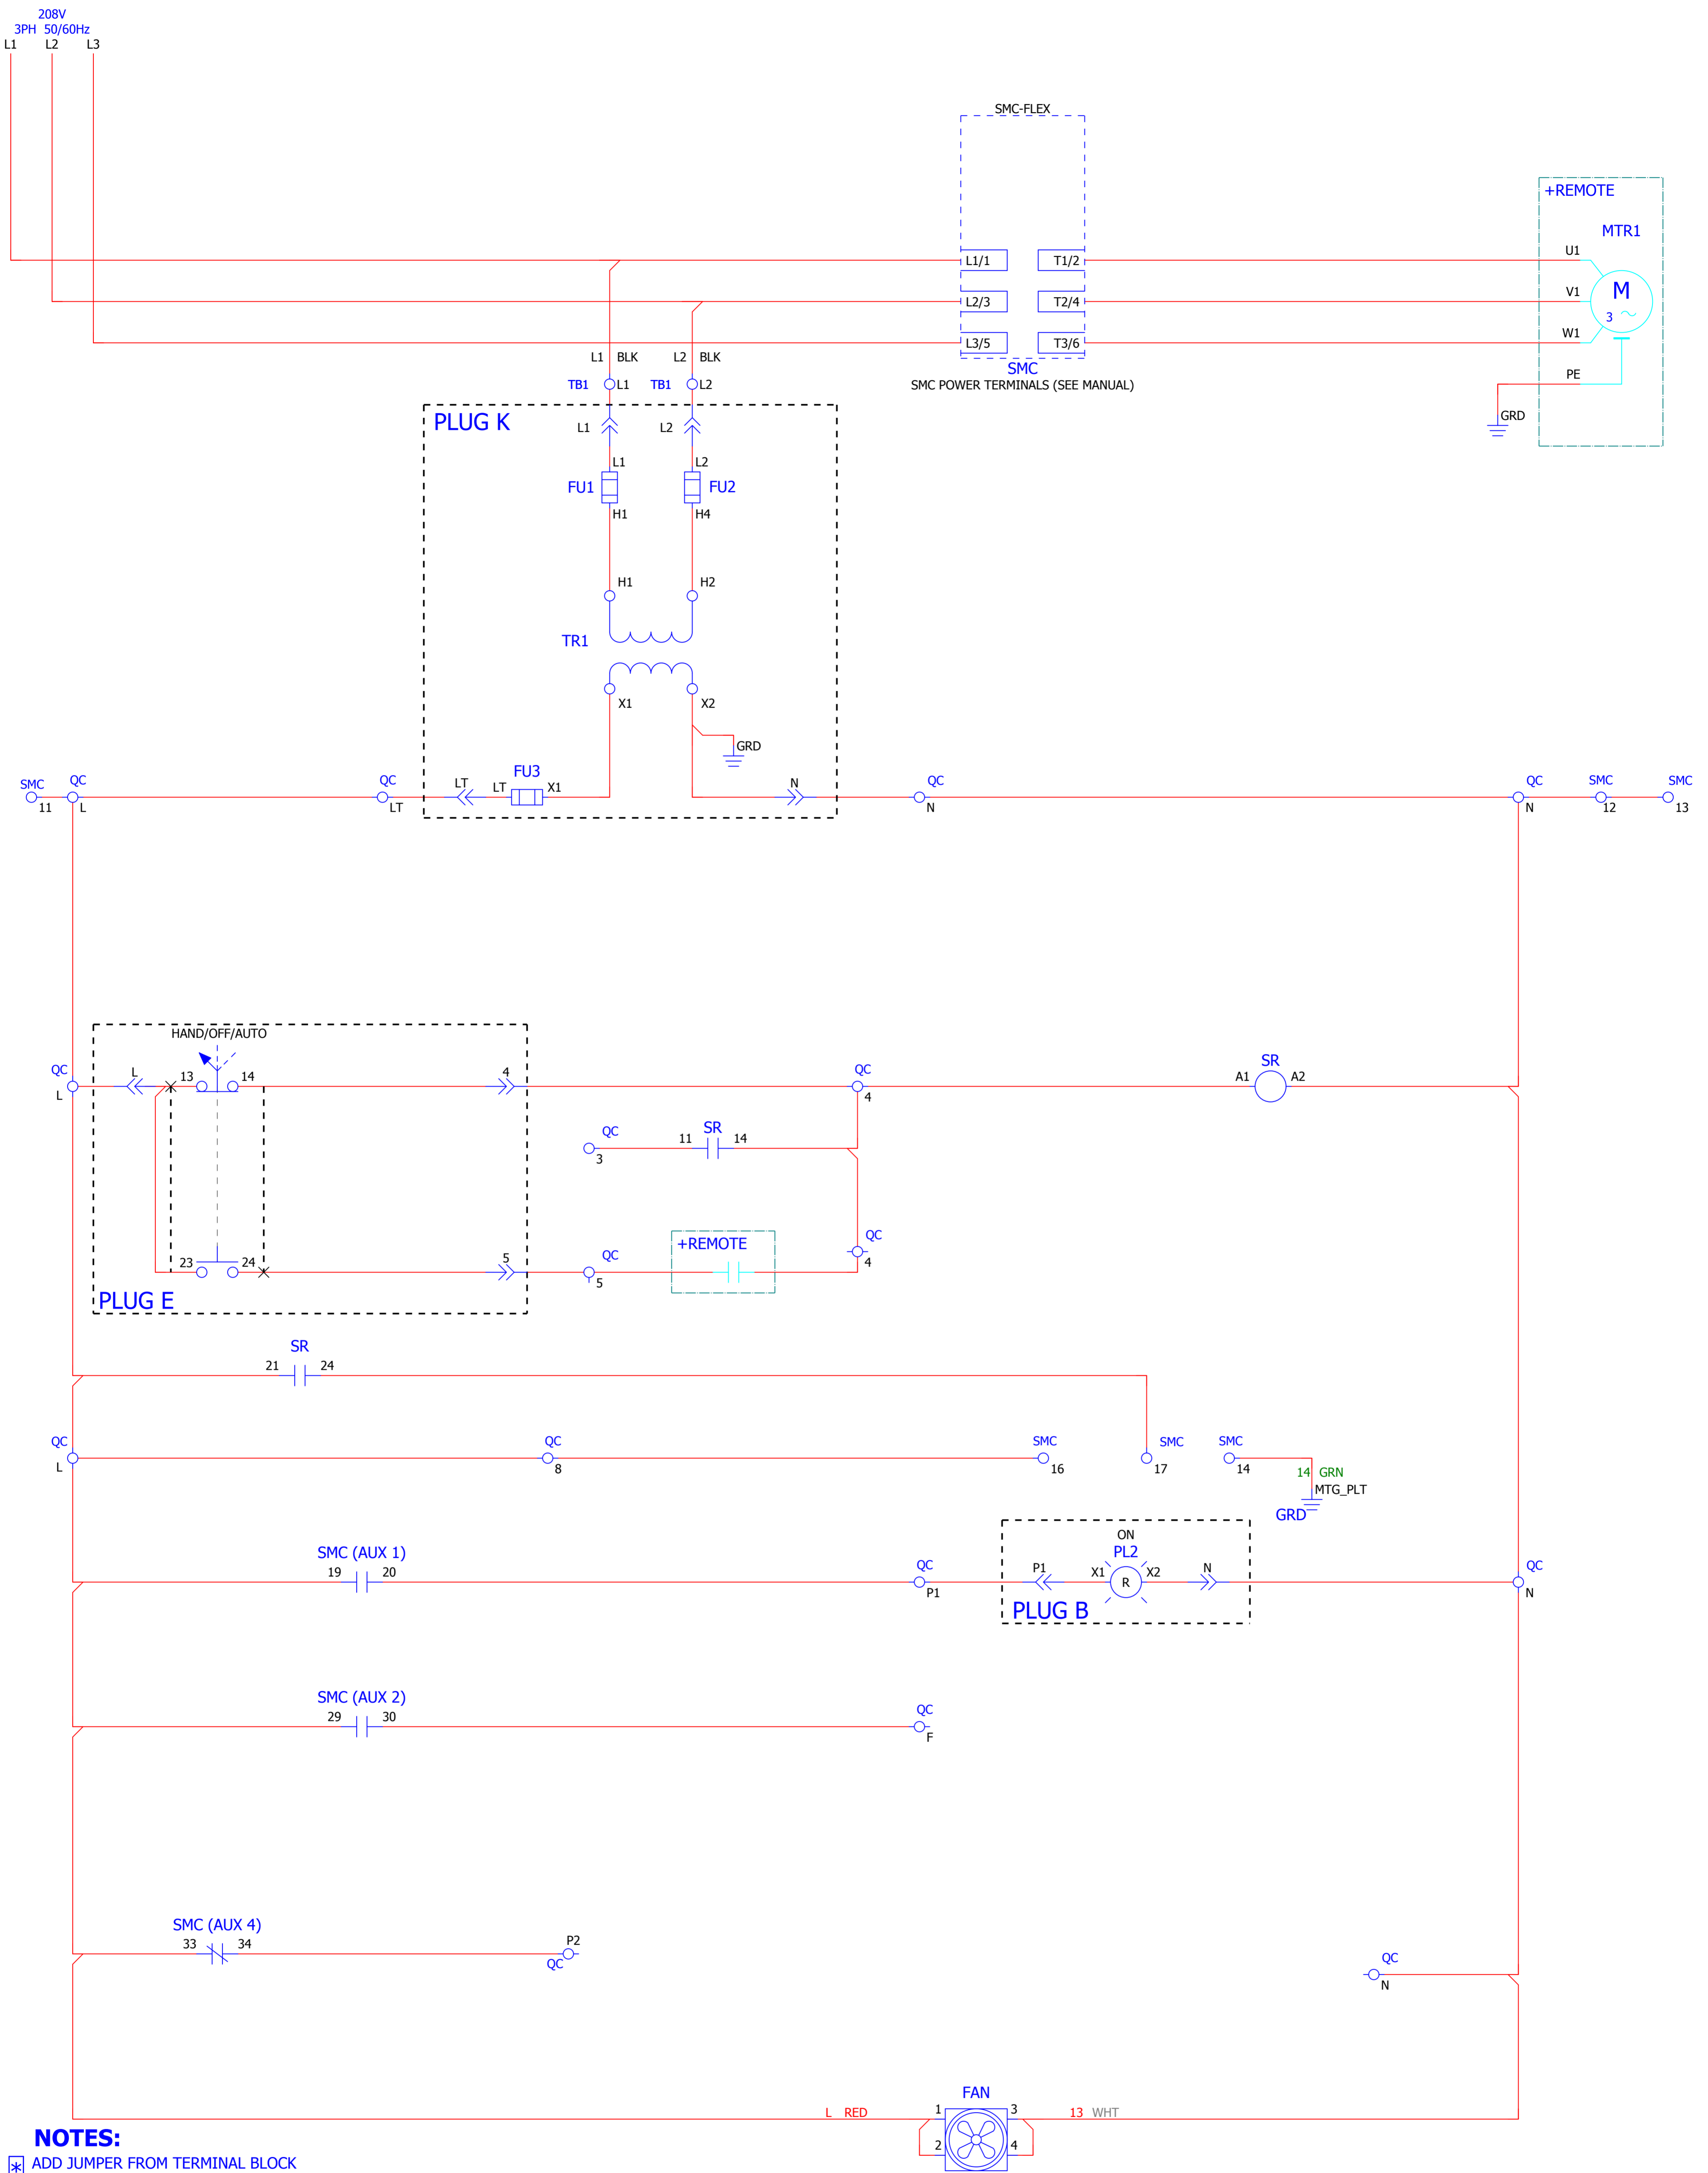 208V
3PH 50/60Hz
L1 L2 L3
SMC-FLEX
+REMOTE
MTR1
L1/1 T1/2 U1
L2/3 T2/4 V1 M
3
L3/5 T3/6 W1
SMC
SMC POWER TERMINALS (SEE MANUAL)
PE
GRD
L1 BLK L2 BLK
TB1 L1 TB1 L2
PLUG K
L1 L2
L1 L2
FU1 FU2
H1 H4
H1 H2
TR1
X1 X2
GRD
SMC QC QC LT LT FU3 X1 N QC QC SMC SMC
11 L LT N N 12 13
HAND/OFF/AUTO
QC L 13 14 4 QC SR
L 4 A1 A2
QC 11 SR 14
3
+REMOTE QC
23 24 5 QC 4
5
PLUG E
SR
21 24
QC QC SMC SMC SMC
L 8 16 17 14
14 GRN
MTG_PLT
GRD
SMC (AUX 1) ON
PL2
19 20 QC P1 X1 R X2 N QC
P1 N
PLUG B
SMC (AUX 2)
29 30 QC
F
SMC (AUX 4)
33 34 P2
QC QC
N
FAN
L RED 1 3 13 WHT
2 4
NOTES:
* ADD JUMPER FROM TERMINAL BLOCK